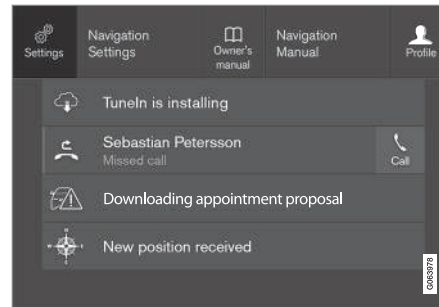 Settings
Navigation
Settings
Owner's
manual
Navigation
Manual
Profile
TuneIn is installing
Sebastian Petersson
Missed call
Call
Downloading appointment proposal
New position received
G063978